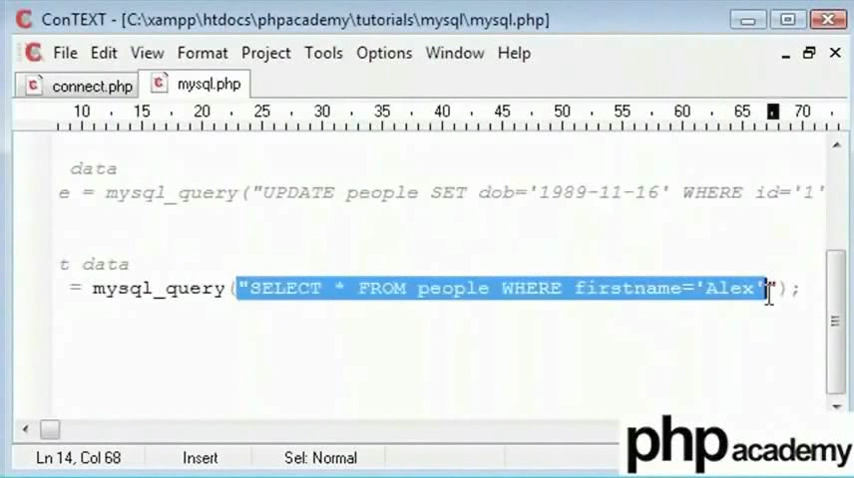 ConTEXT - [C:\xampp\htdocs\phpacademy\tutorials\mysql\mysql.php]
File Edit View Format Project Tools Options Window Help
connect.php mysql.php
10 15 20 25 30 35 40 45 50 55 60 65 70
data
e = mysql_query("UPDATE people SET dob='1989-11-16' WHERE id='1'
t data
= mysql_query("SELECT * FROM people WHERE firstname='Alex'");
Ln 14, Col 68 Insert Sel: Normal
php academy